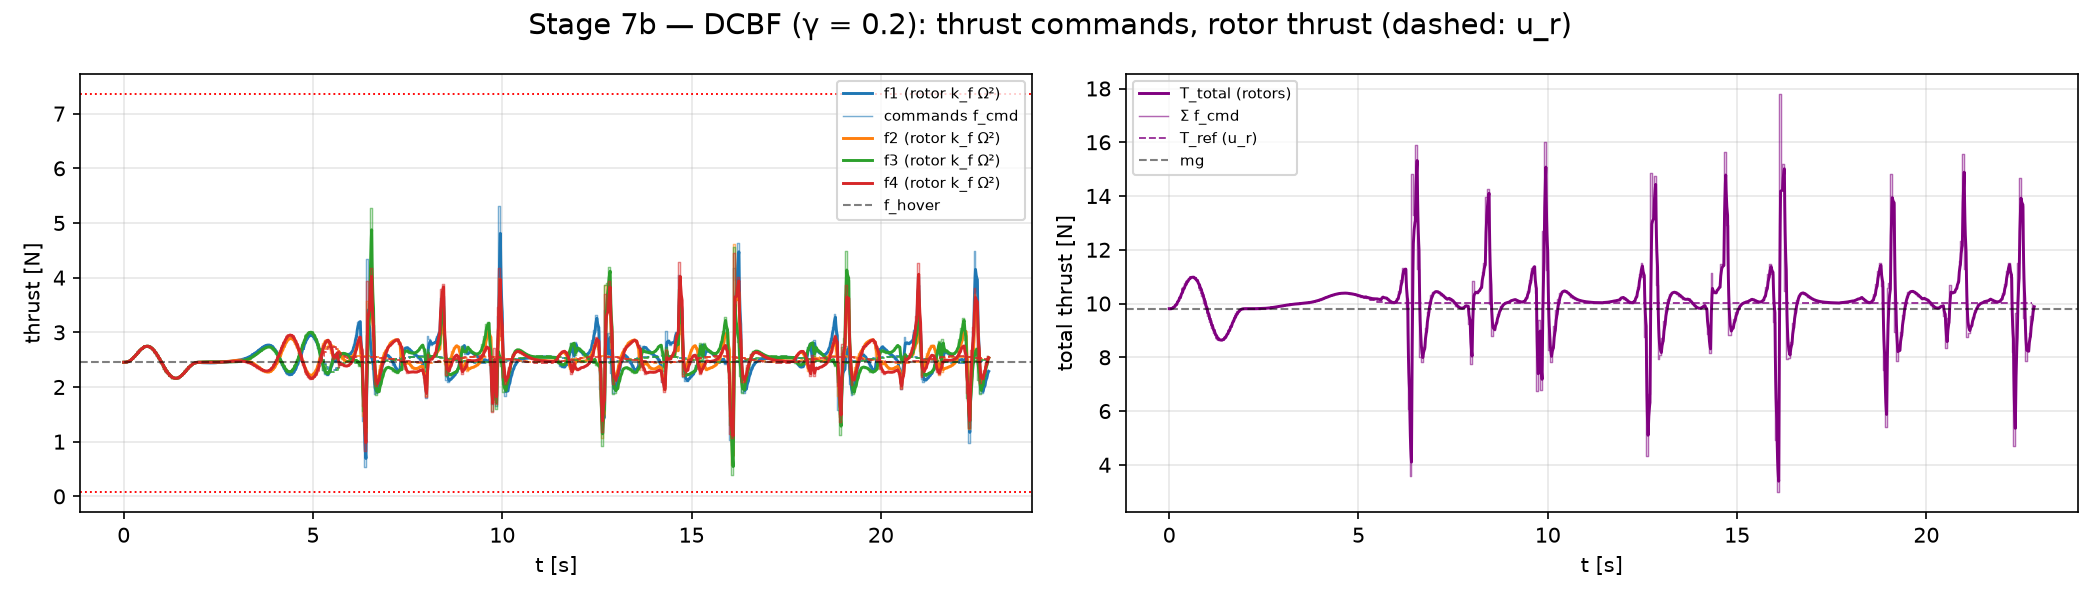 Stage 7b — DCBF (γ = 0.2): thrust commands, rotor thrust (dashed: u_r)
thrust [N]
7
6
5
4
3
2
1
0
f1 (rotor k_f Ω²)
commands f_cmd
f2 (rotor k_f Ω²)
f3 (rotor k_f Ω²)
f4 (rotor k_f Ω²)
f_hover
0 5 10 15 20
t [s]
total thrust [N]
18
16
14
12
10
8
6
4
T_total (rotors)
Σ f_cmd
T_ref (u_r)
mg
0 5 10 15 20
t [s]